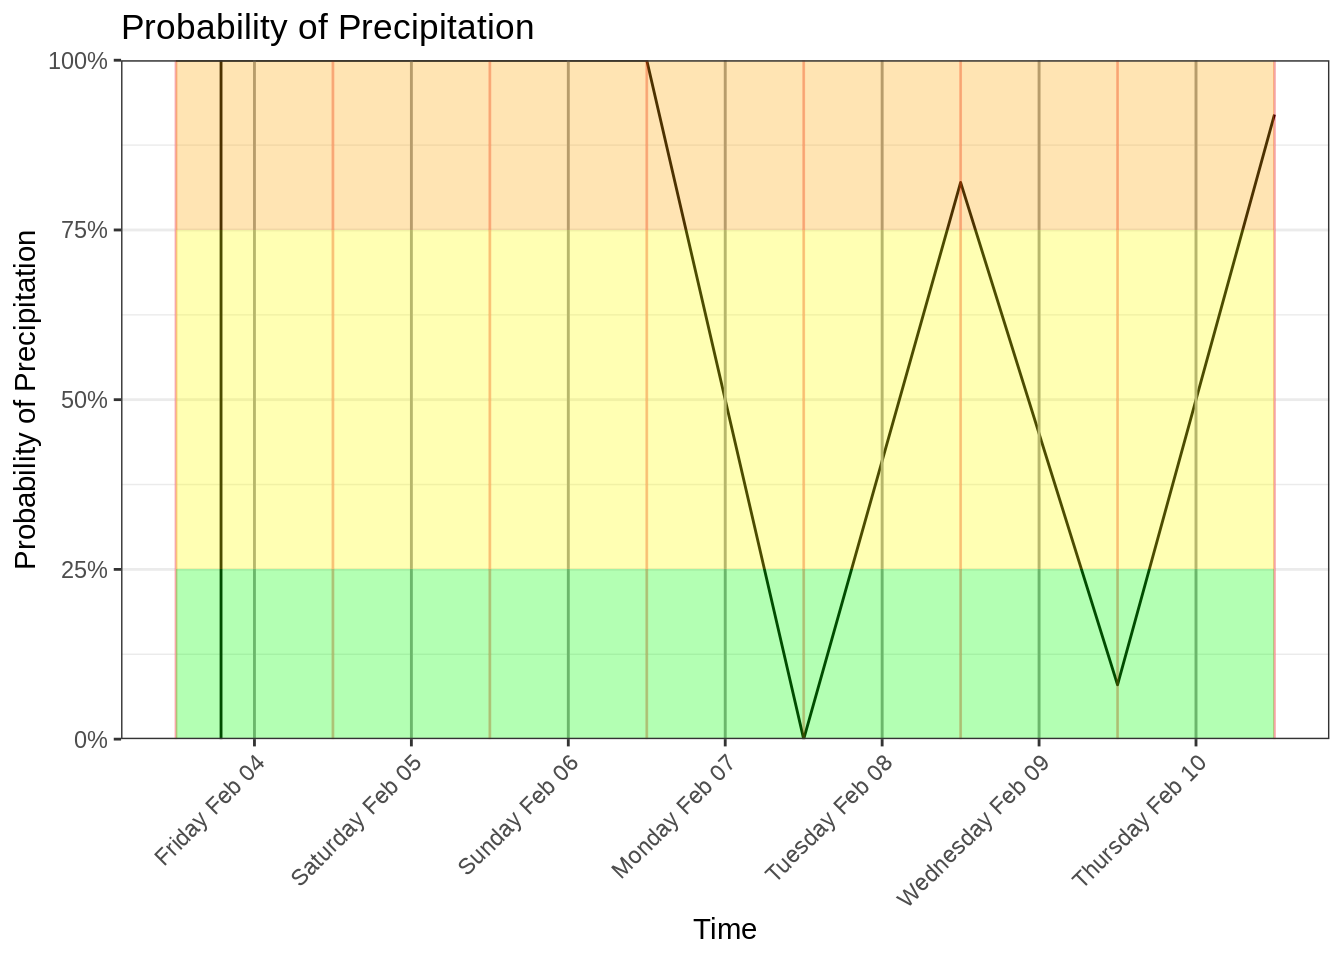 Probability of Precipitation
Probability of Precipitation
100%
75%
50%
25%
0%
Friday Feb 04
Saturday Feb 05
Sunday Feb 06
Monday Feb 07
Tuesday Feb 08
Wednesday Feb 09
Thursday Feb 10
Time